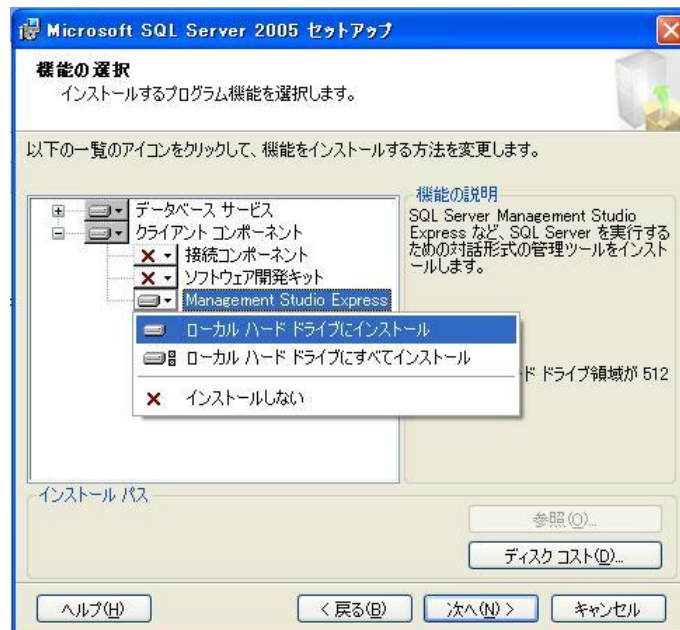 Microsoft SQL Server 2005 セットアップ
機能の選択
インストールするプログラム機能を選択します。
以下の一覧のアイコンをクリックして、機能をインストールする方法を変更します。
データベース サービス
クライアント コンポーネント
接続コンポーネント
ソフトウェア開発キット
Management Studio Express
ローカル ハード ドライブにインストール
ローカル ハード ドライブにすべてインストール
インストールしない
機能の説明
SQL Server Management Studio
Express など、SQL Server を実行する
ための対話形式の管理ツールをインスト
ールします。
ード ドライブ領域が 512
インストール パス
参照(O)...
ディスク コスト(D)...
ヘルプ(H)
< 戻る(B)
次へ(N) >
キャンセル